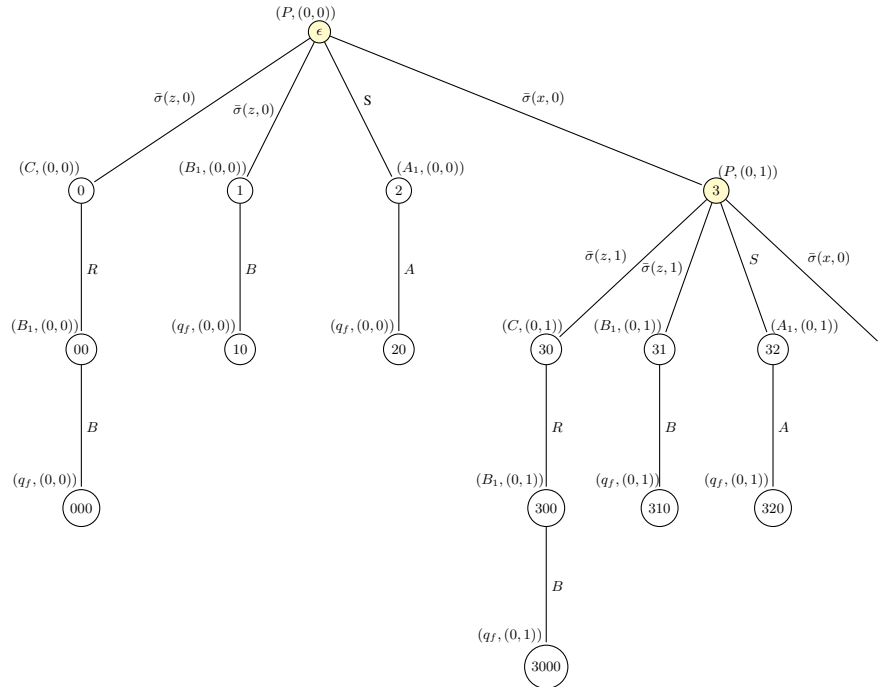 (P, (0, 0))
ϵ
σ̄(z, 0)
σ̄(z, 0)
S
σ̄(x, 0)
(C, (0, 0))
(B₁, (0, 0))
(A₁, (0, 0))
(P, (0, 1))
0
1
2
3
R
B
A
σ̄(z, 1)
σ̄(z, 1)
S
σ̄(x, 0)
(B₁, (0, 0))
(q_f, (0, 0))
(q_f, (0, 0))
(C, (0, 1))
(B₁, (0, 1))
(A₁, (0, 1))
00
10
20
30
31
32
B
R
B
A
(q_f, (0, 0))
(B₁, (0, 1))
(q_f, (0, 1))
(q_f, (0, 1))
000
300
310
320
B
(q_f, (0, 1))
3000